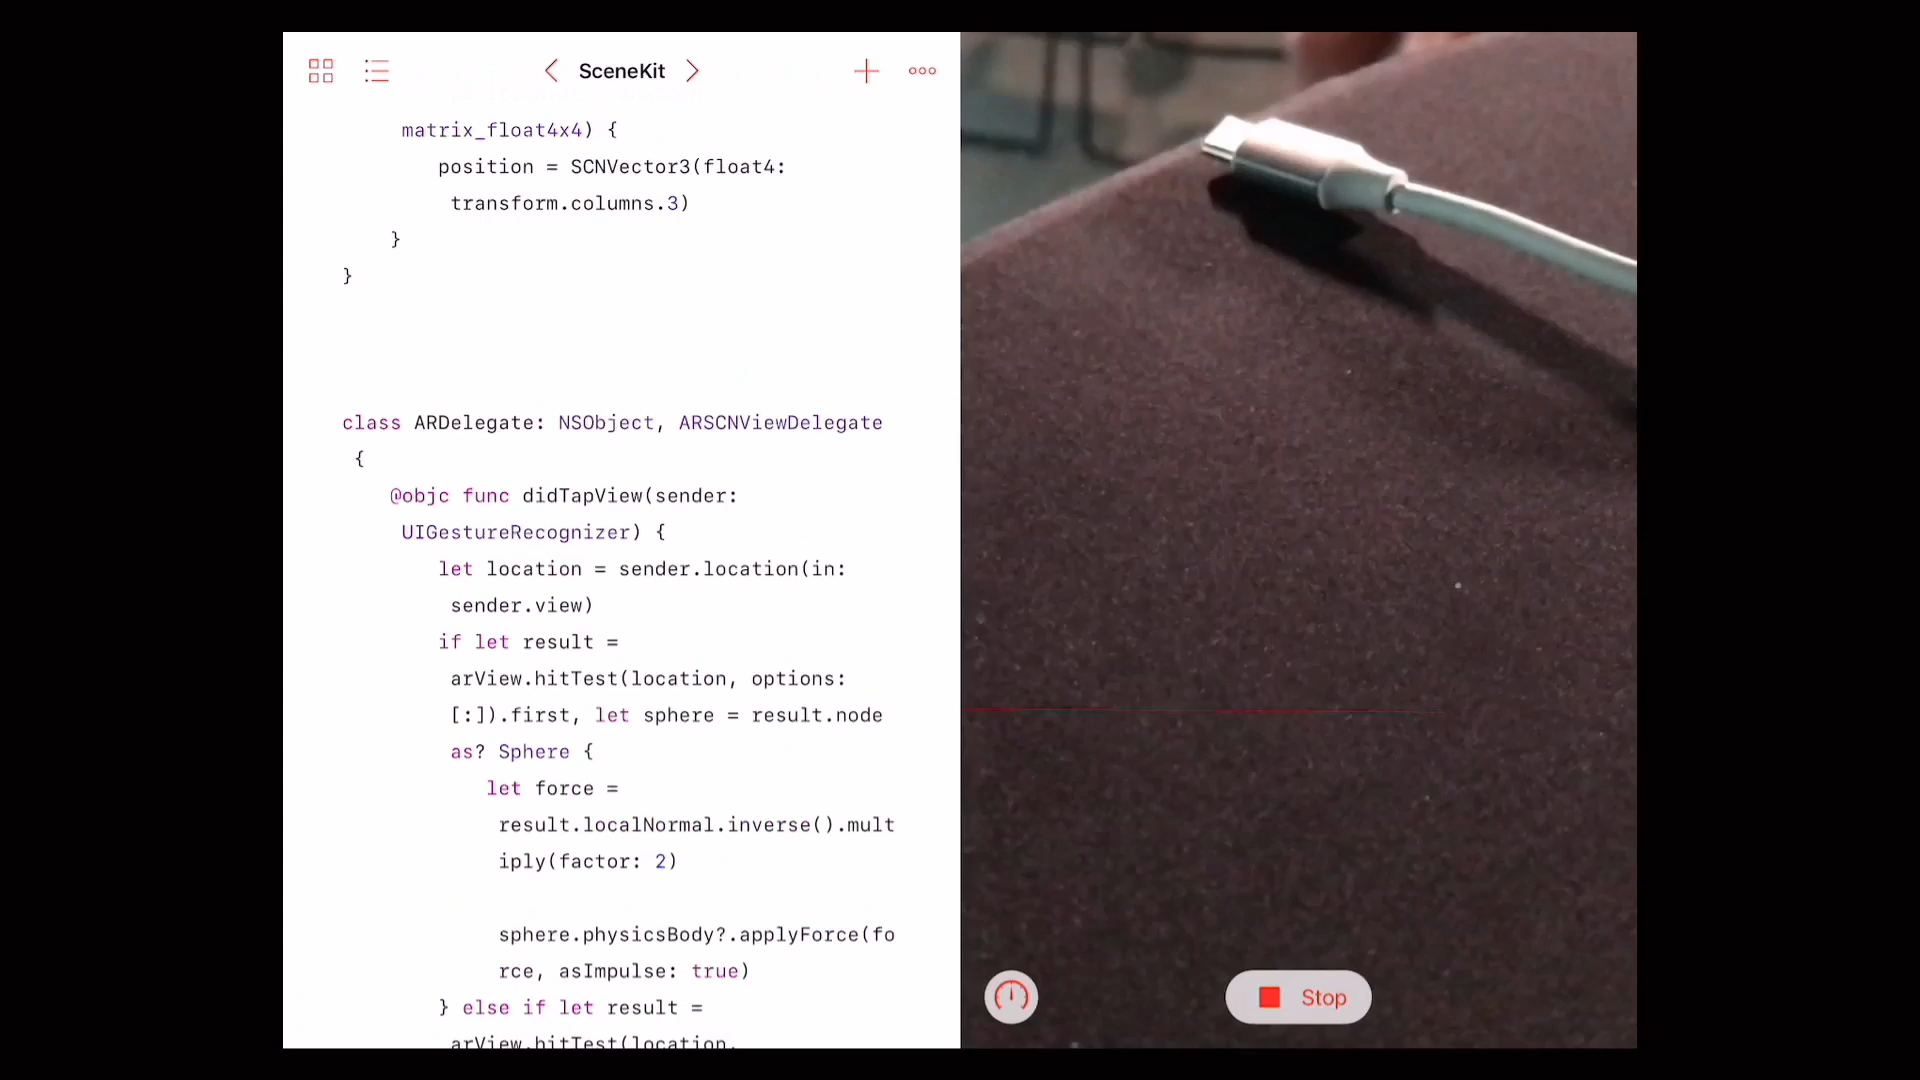 SceneKit
matrix_float4x4) {
position = SCNVector3(float4:
transform.columns.3)
}
}
class ARDelegate: NSObject, ARSCNViewDelegate
{
@objc func didTapView(sender:
UIGestureRecognizer) {
let location = sender.location(in:
sender.view)
if let result =
arView.hitTest(location, options:
[:]).first, let sphere = result.node
as? Sphere {
let force =
result.localNormal.inverse().mult
iply(factor: 2)
sphere.physicsBody?.applyForce(fo
rce, asImpulse: true)
} else if let result =
arView.hitTest(location,
Stop